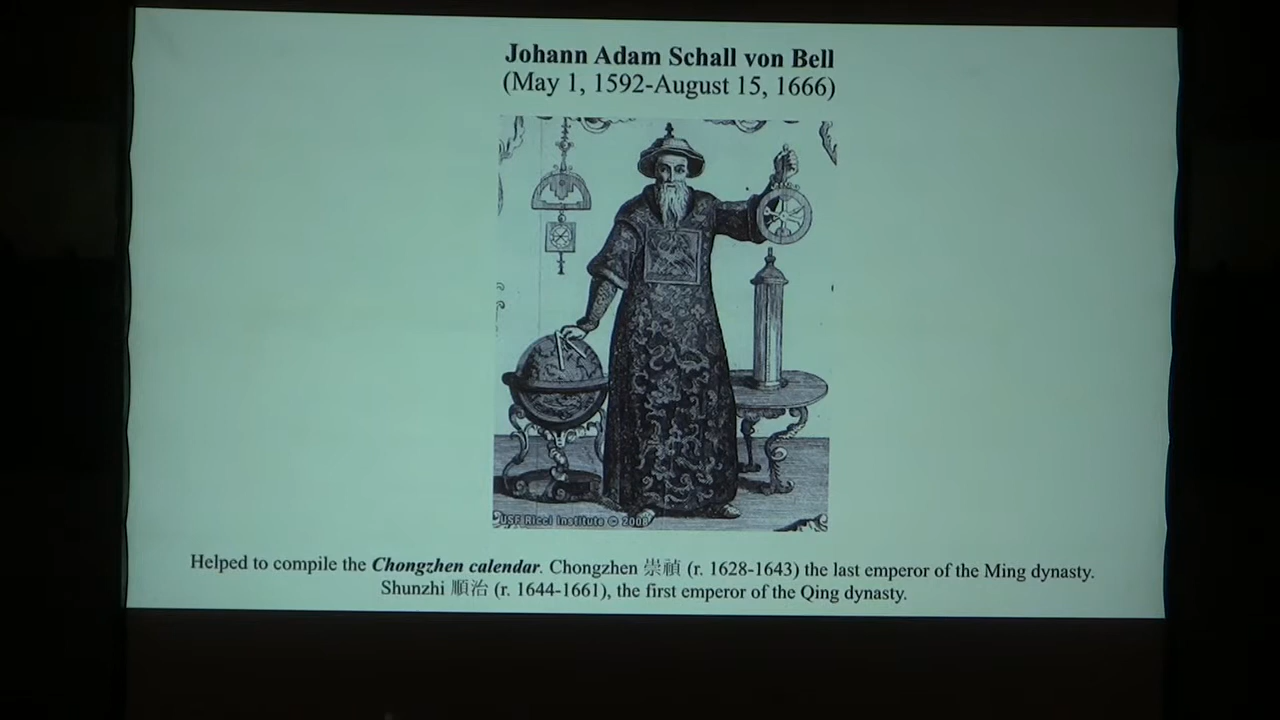 Johann Adam Schall von Bell
(May 1, 1592-August 15, 1666)
USF Ricci Institute © 2008
Helped to compile the Chongzhen calendar. Chongzhen 崇禎 (r. 1628-1643) the last emperor of the Ming dynasty.
Shunzhi 順治 (r. 1644-1661), the first emperor of the Qing dynasty.